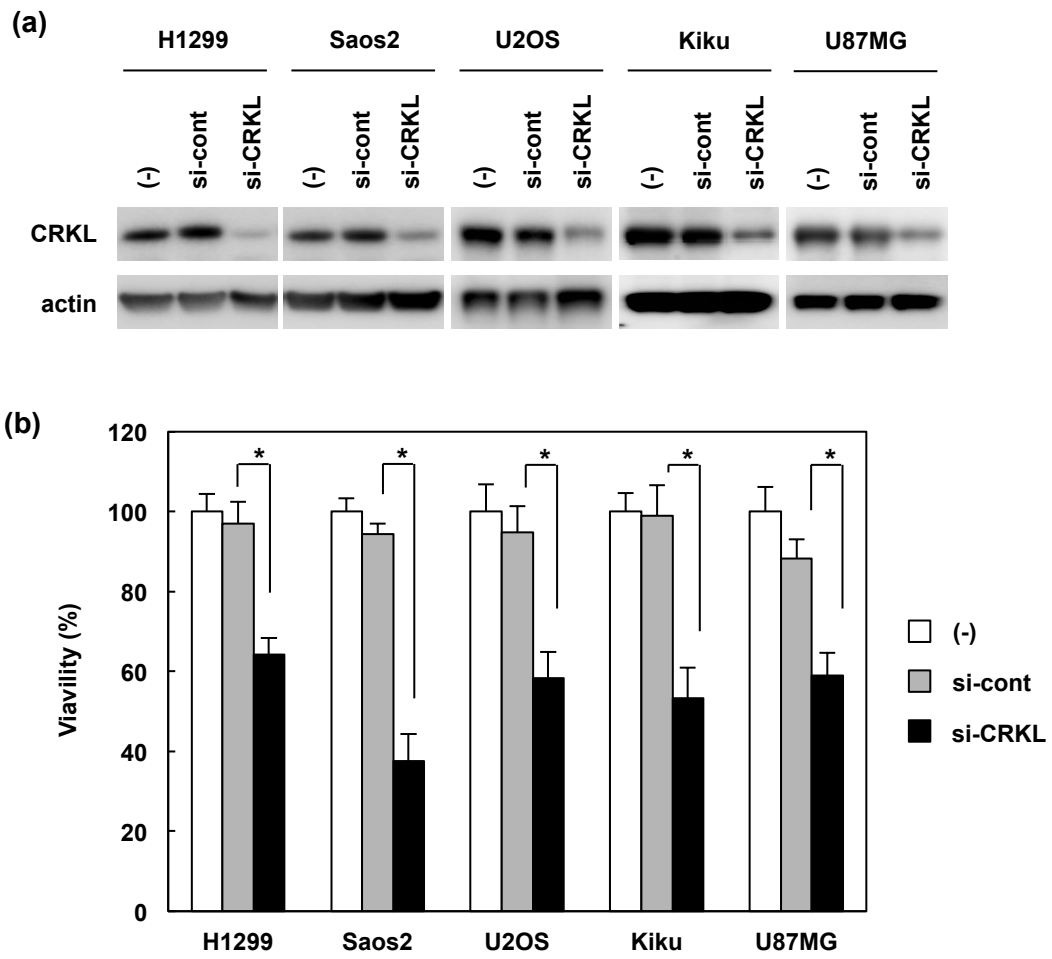 (a)
H1299 Saos2 U2OS Kiku U87MG
(-) si-cont si-CRKL (-) si-cont si-CRKL (-) si-cont si-CRKL (-) si-cont si-CRKL (-) si-cont si-CRKL
CRKL
actin
(b)
120
100
80
60
40
20
0
Viavility (%)
* * * * *
H1299 Saos2 U2OS Kiku U87MG
(-)
si-cont
si-CRKL